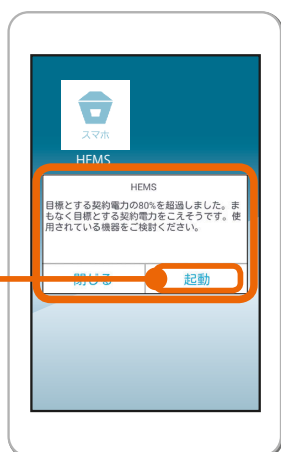 スマホ
HEMS
HEMS
目標とする契約電力の80%を超過しました。ま
もなく目標とする契約電力をこえそうです。使
用されている機器をご検討ください。
閉じる
起動